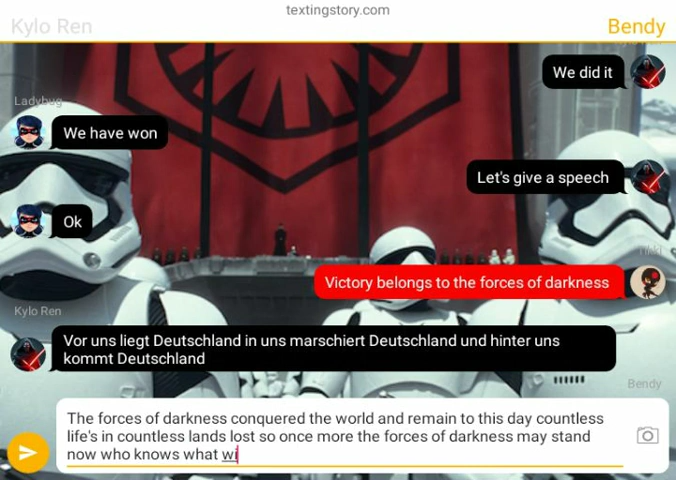 textingstory.com
Kylo Ren
Bendy
We did it
Ladybug
We have won
Let's give a speech
Ok
Tikki
Victory belongs to the forces of darkness
Kylo Ren
Vor uns liegt Deutschland in uns marschiert Deutschland und hinter uns
kommt Deutschland
Bendy
The forces of darkness conquered the world and remain to this day countless
life's in countless lands lost so once more the forces of darkness may stand
now who knows what wi